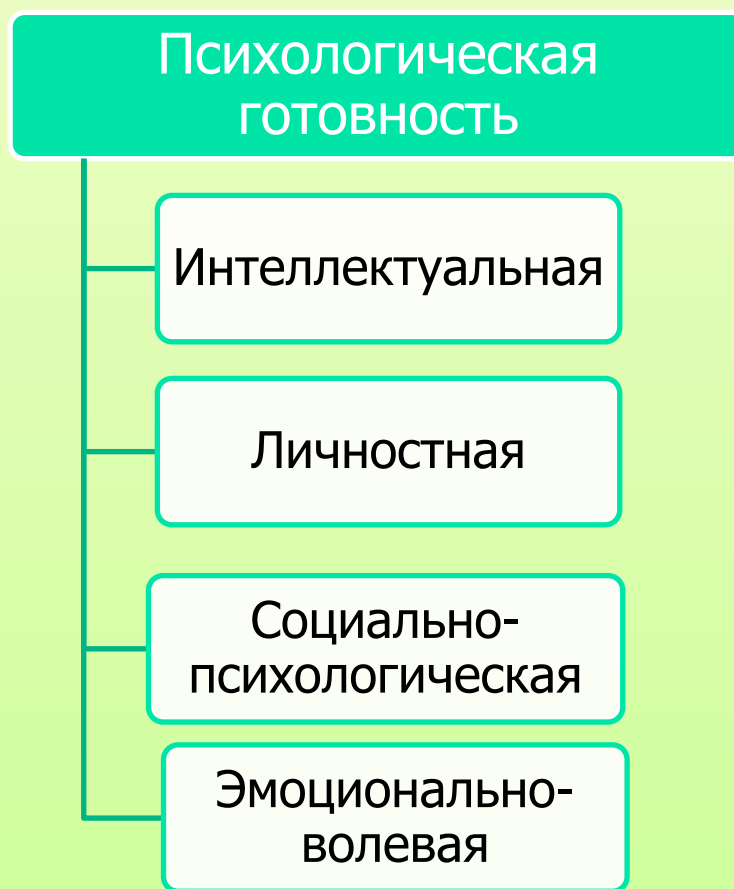 Психологическая
готовность
Интеллектуальная
Личностная
Социально-
психологическая
Эмоционально-
волевая